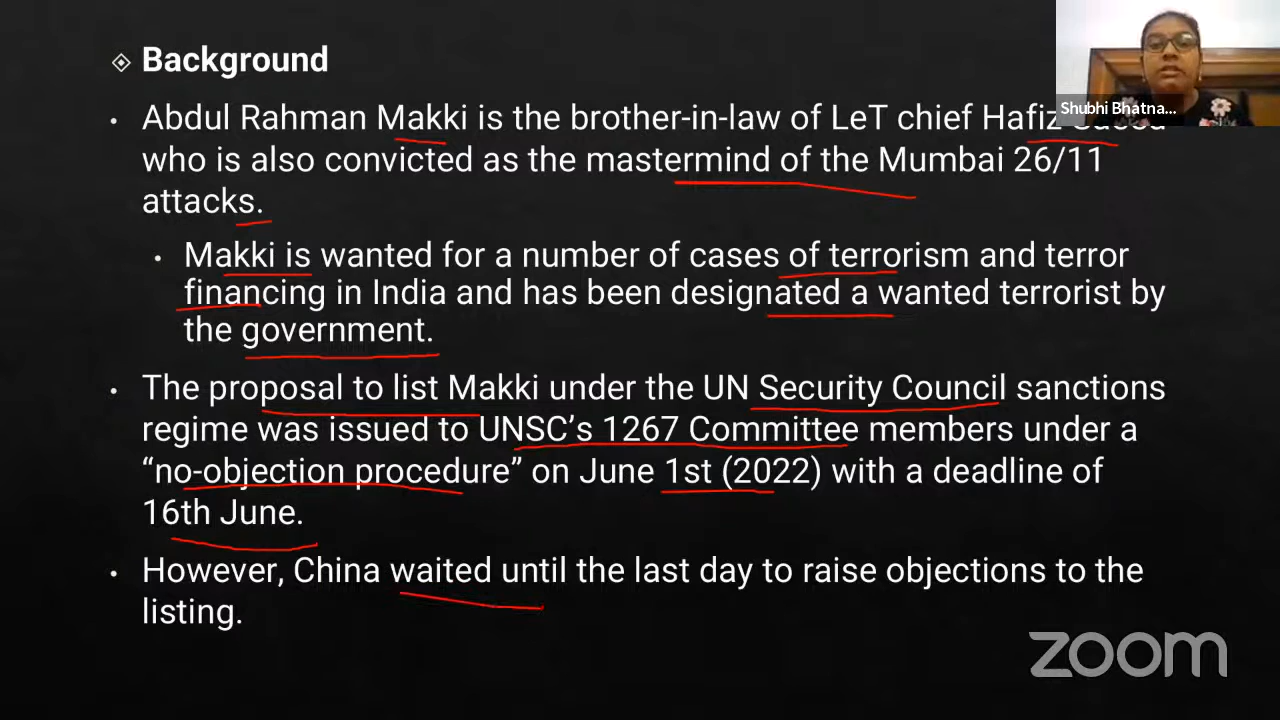 Background
Abdul Rahman Makki is the brother-in-law of LeT chief Hafiz
who is also convicted as the mastermind of the Mumbai 26/11
attacks.
Makki is wanted for a number of cases of terrorism and terror
financing in India and has been designated a wanted terrorist by
the government.
The proposal to list Makki under the UN Security Council sanctions
regime was issued to UNSC’s 1267 Committee members under a
“no-objection procedure” on June 1st (2022) with a deadline of
16th June.
However, China waited until the last day to raise objections to the
listing.
Shubhi Bhatna...
zoom